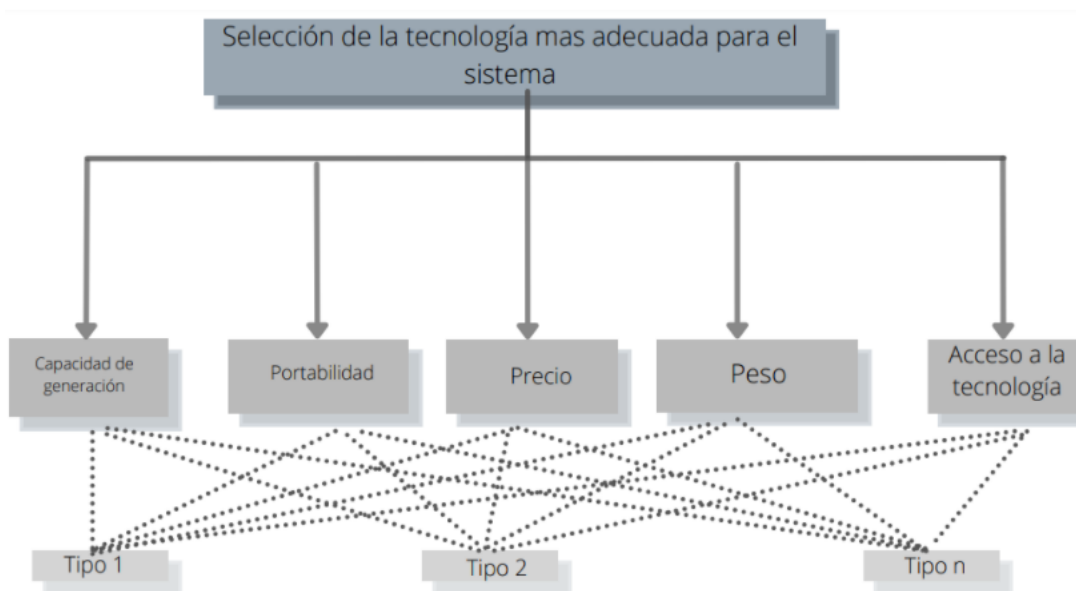 Selección de la tecnología mas adecuada para el
sistema
Capacidad de
generación
Portabilidad
Precio
Peso
Acceso a la
tecnología
Tipo 1
Tipo 2
Tipo n